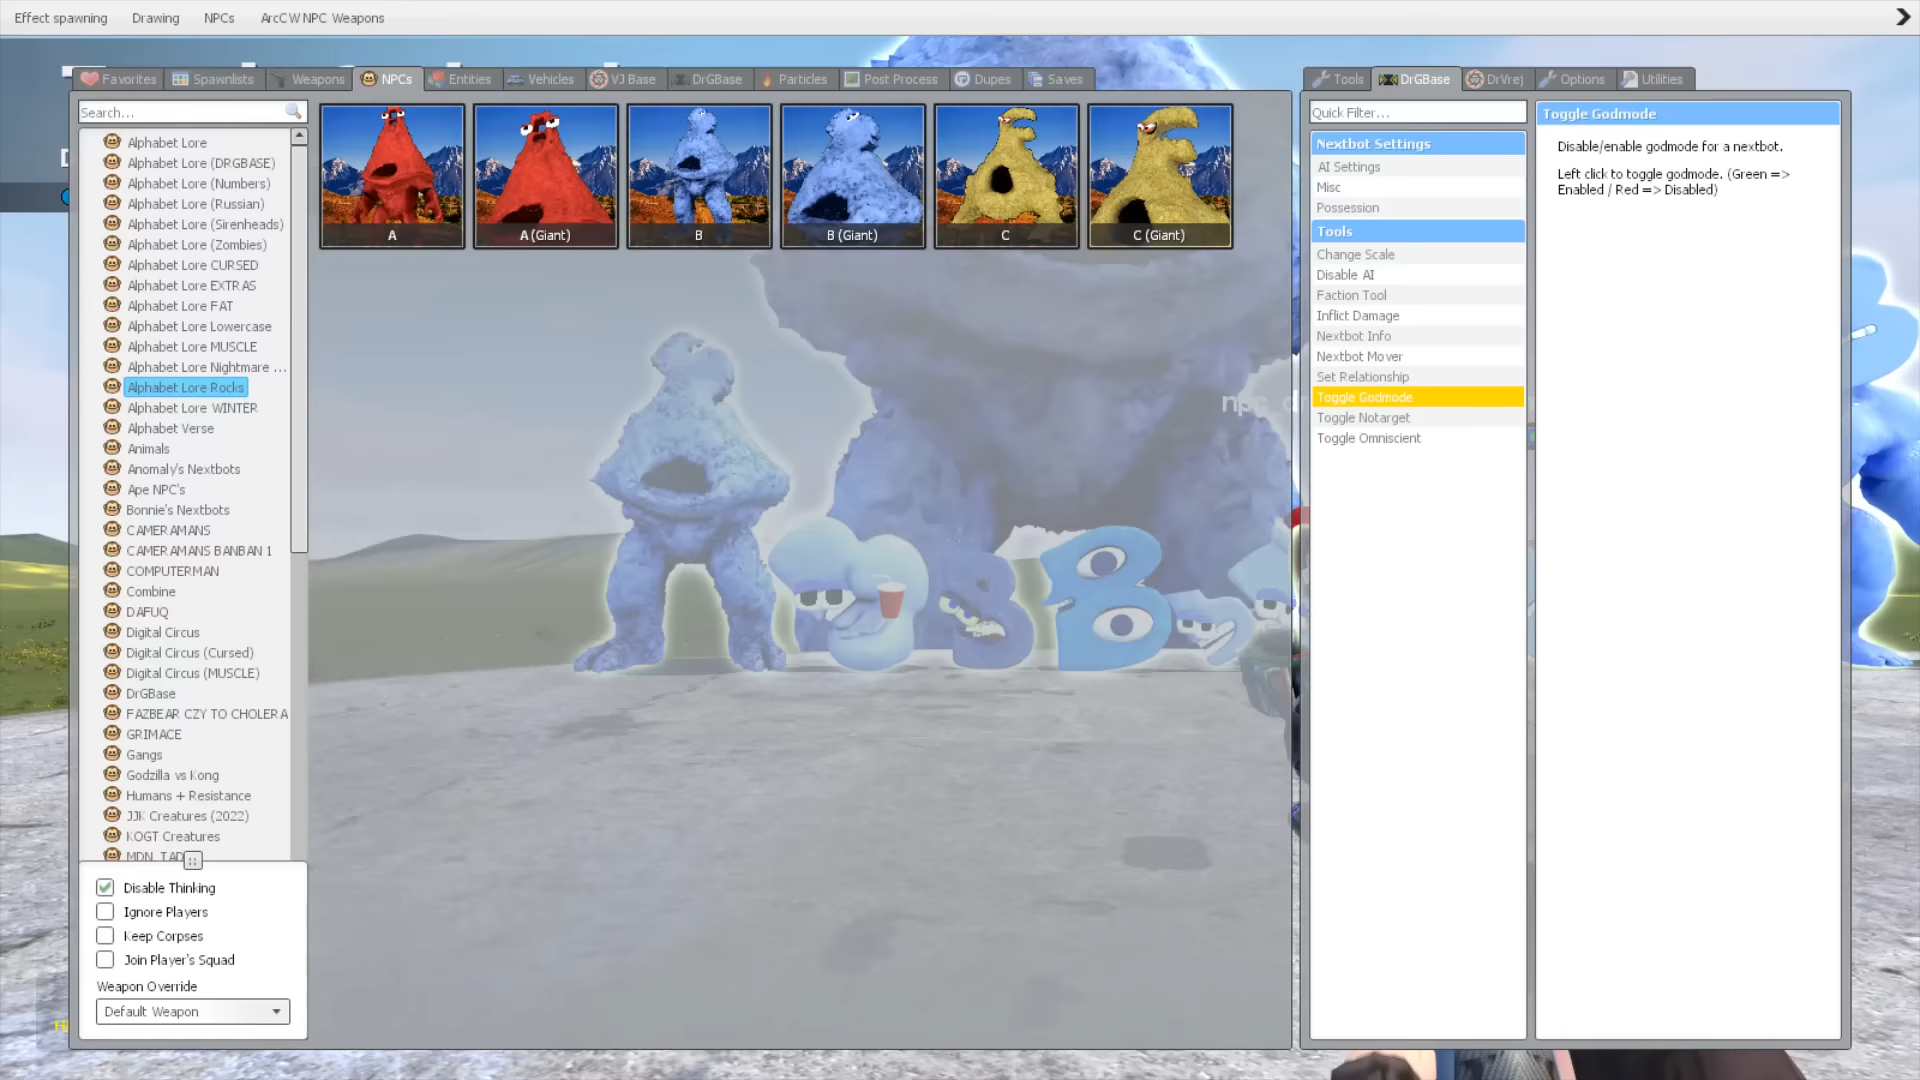 Effect spawning Drawing NPCs ArcCW NPC Weapons
Favorites Spawnlists Weapons NPCs Entities Vehicles VJ Base DrGBase Particles Post Process Dupes Saves
Search...
Alphabet Lore
Alphabet Lore (DRGBASE)
Alphabet Lore (Numbers)
Alphabet Lore (Russian)
Alphabet Lore (Sirenheads)
Alphabet Lore (Zombies)
Alphabet Lore CURSED
Alphabet Lore EXTRAS
Alphabet Lore FAT
Alphabet Lore Lowercase
Alphabet Lore MUSCLE
Alphabet Lore Nightmare ...
Alphabet Lore Rocks
Alphabet Lore WINTER
Alphabet Verse
Animals
Anomaly's Nextbots
Ape NPC's
Bonnie's Nextbots
CAMERAMANS
CAMERAMANS BANBAN 1
COMPUTERMAN
Combine
DAFUQ
Digital Circus
Digital Circus (Cursed)
Digital Circus (MUSCLE)
DrGBase
FAZBEAR CZY TO CHOLERA
GRIMACE
Gangs
Godzilla vs Kong
Humans + Resistance
JJK Creatures (2022)
KOGT Creatures
Disable Thinking
Ignore Players
Keep Corpses
Join Player's Squad
Weapon Override
Default Weapon
A A (Giant) B B (Giant) C C (Giant)
Tools DrGBase DrVrej Options Utilities
Quick Filter...
Nextbot Settings
AI Settings
Misc
Possession
Tools
Change Scale
Disable AI
Faction Tool
Inflict Damage
Nextbot Info
Nextbot Mover
Set Relationship
Toggle Godmode
Toggle Notarget
Toggle Omniscient
Toggle Godmode
Disable/enable godmode for a nextbot.
Left click to toggle godmode. (Green =>
Enabled / Red => Disabled)